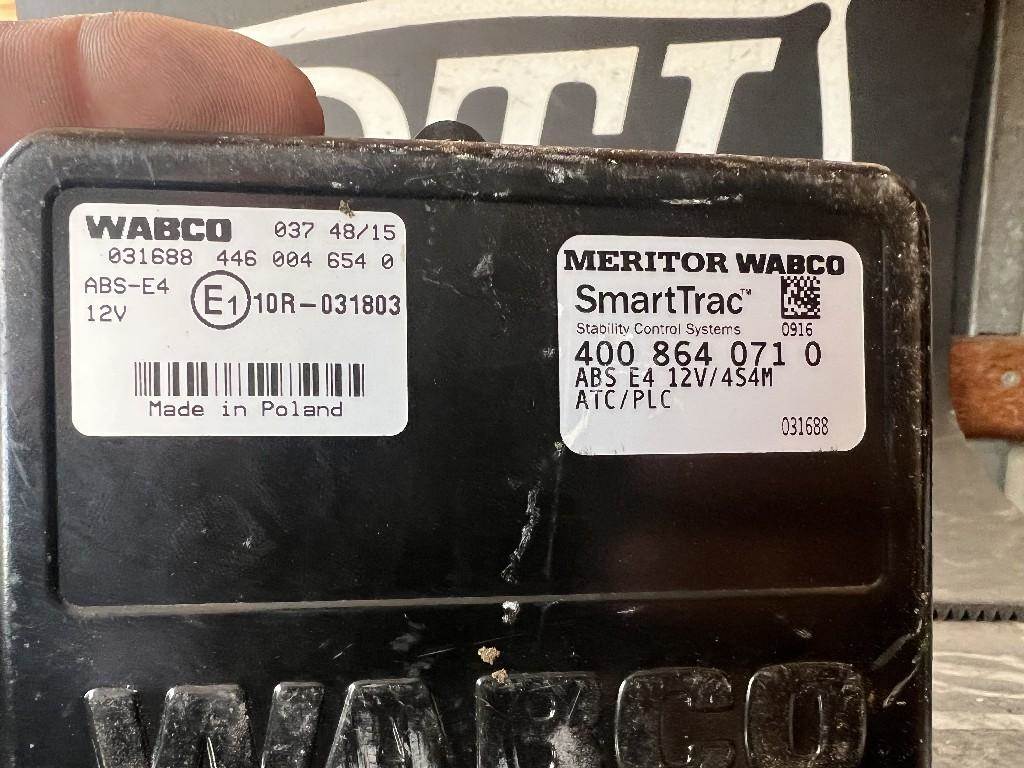 WABCO 037 48/15
031688 446 004 654 0
ABS-E4
12V
E1 10R-031803
Made in Poland
MERITOR WABCO
SmartTrac™
Stability Control Systems 0916
400 864 071 0
ABS E4 12V/4S4M
ATC/PLC
031688
WABCO